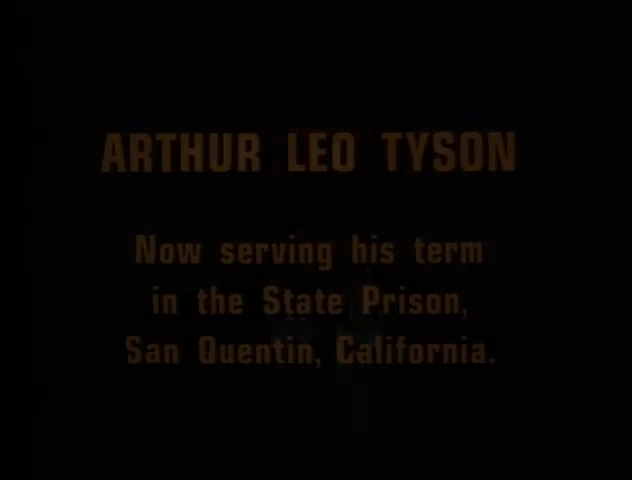 ARTHUR LEO TYSON
Now serving his term
in the State Prison,
San Quentin, California.